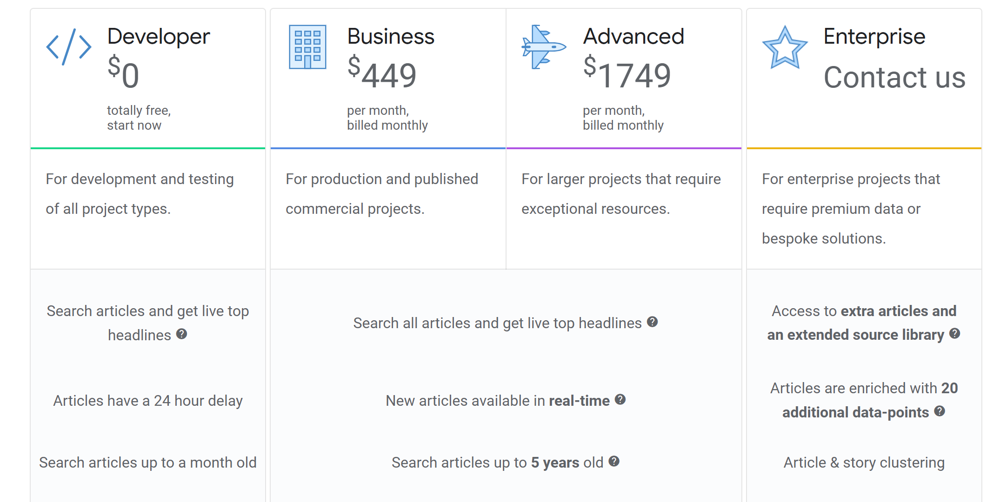 Developer
$0
totally free,
start now
For development and testing
of all project types.
Search articles and get live top
headlines
Articles have a 24 hour delay
Search articles up to a month old
Business
$449
per month,
billed monthly
For production and published
commercial projects.
Advanced
$1749
per month,
billed monthly
For larger projects that require
exceptional resources.
Search all articles and get live top headlines
New articles available in real-time
Search articles up to 5 years old
Enterprise
Contact us
For enterprise projects that
require premium data or
bespoke solutions.
Access to extra articles and
an extended source library
Articles are enriched with 20
additional data-points
Article & story clustering